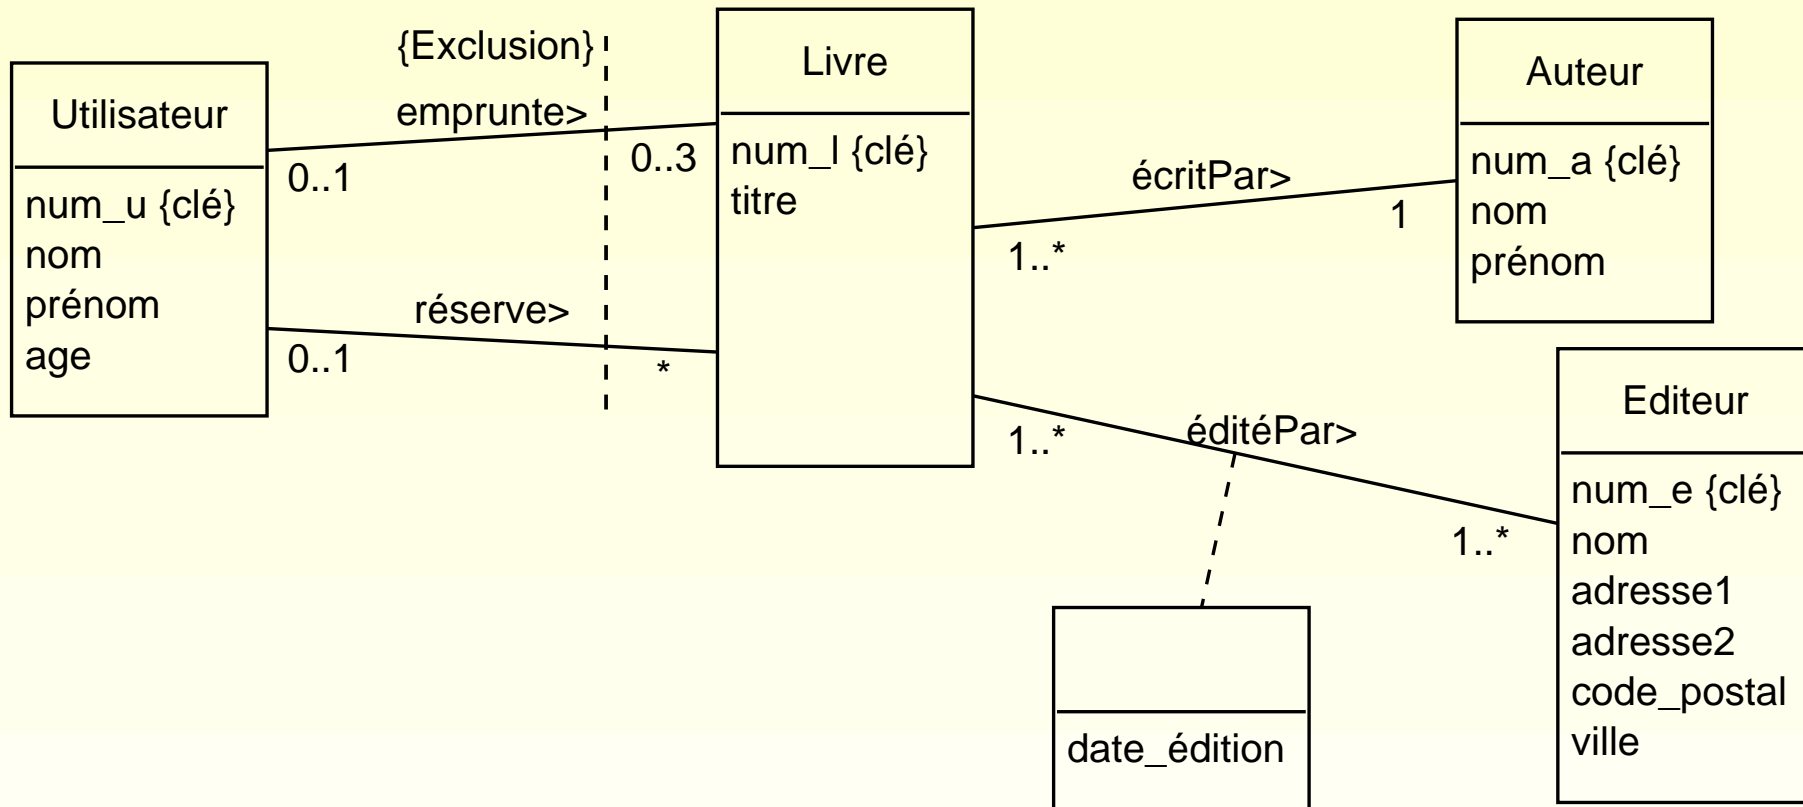 {Exclusion}
Utilisateur
num_u {clé}
nom
prénom
age
emprunte>
0..1
0..3
réserve>
0..1
*
Livre
num_l {clé}
titre
écritPar>
1..*
1
Auteur
num_a {clé}
nom
prénom
éditéPar>
1..*
1..*
Editeur
num_e {clé}
nom
adresse1
adresse2
code_postal
ville
date_édition